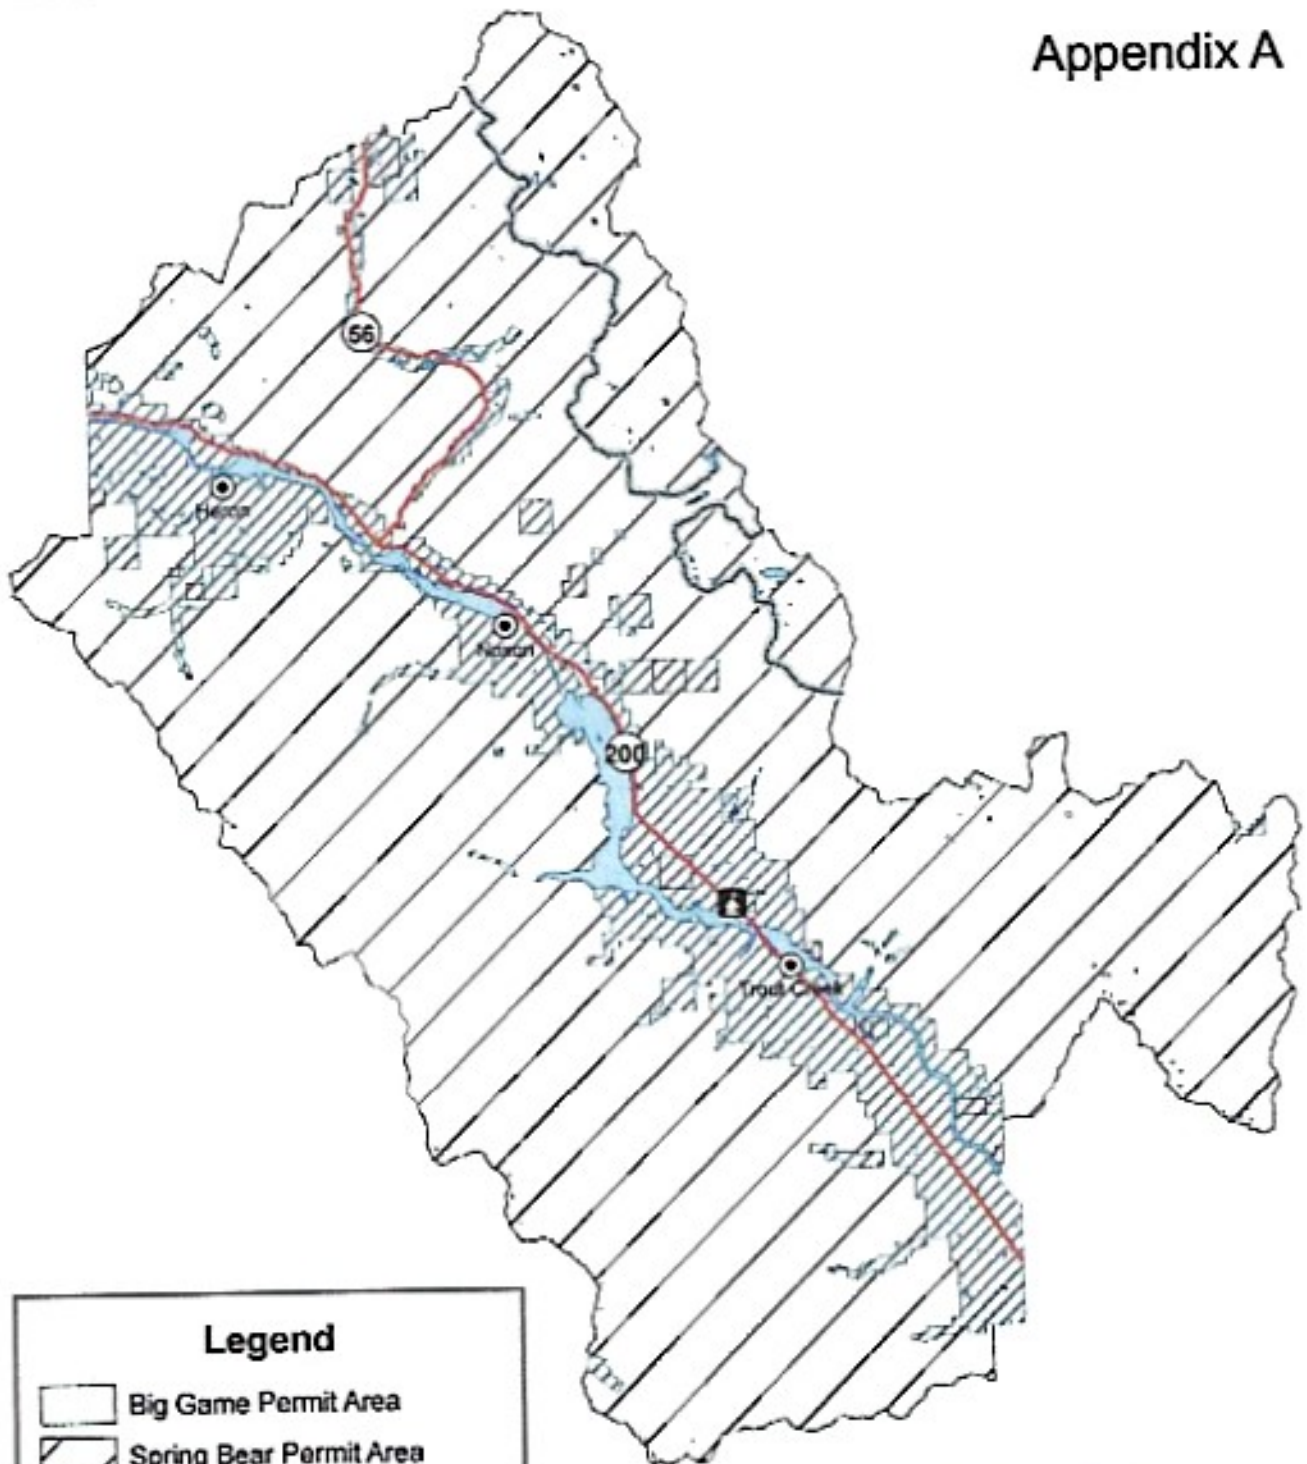 Appendix A
56
Heron
Noxon
200
Trout Creek
Legend
Big Game Permit Area
Spring Bear Permit Area